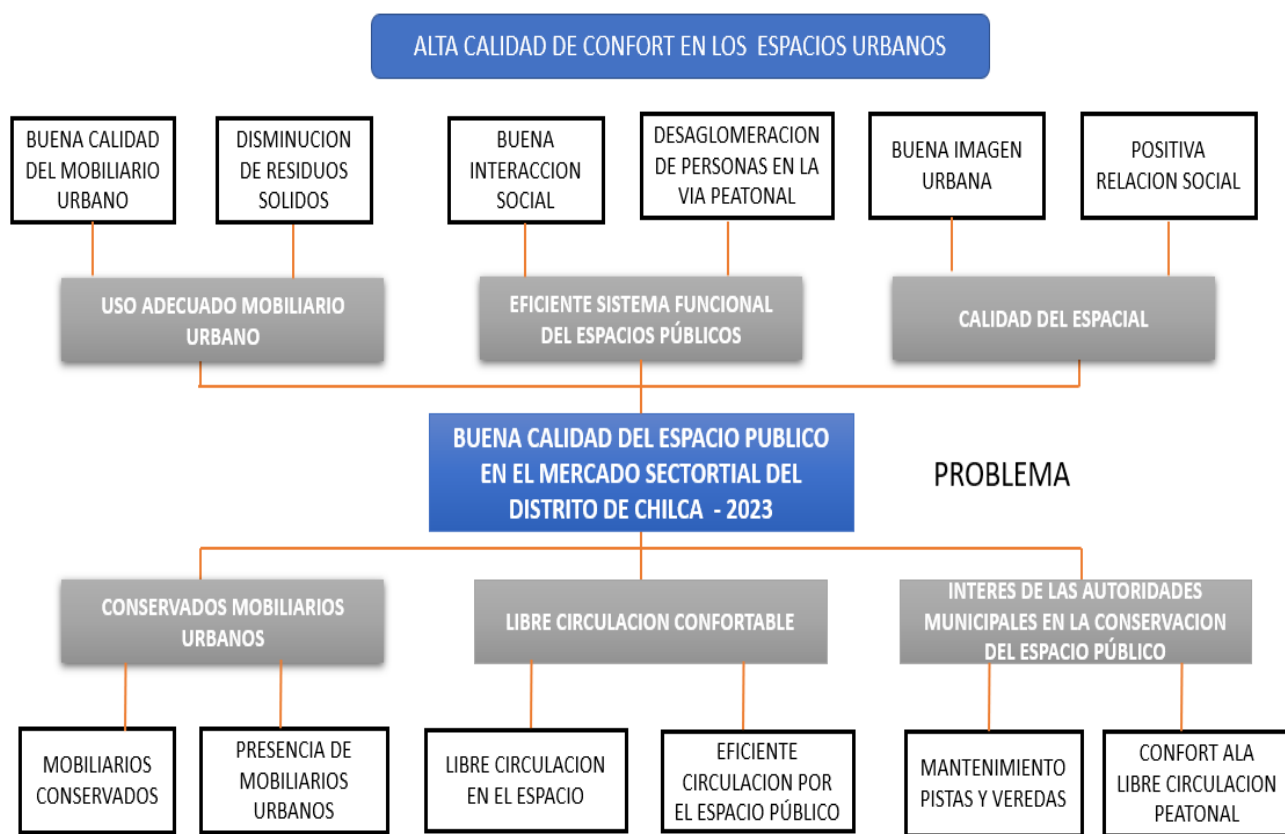 ALTA CALIDAD DE CONFORT EN LOS ESPACIOS URBANOS
BUENA CALIDAD
DEL MOBILIARIO
URBANO
DISMINUCION
DE RESIDUOS
SOLIDOS
BUENA
INTERACCION
SOCIAL
DESAGLOMERACION
DE PERSONAS EN LA
VIA PEATONAL
BUENA IMAGEN
URBANA
POSITIVA
RELACION SOCIAL
USO ADECUADO MOBILIARIO
URBANO
EFICIENTE SISTEMA FUNCIONAL
DEL ESPACIOS PÚBLICOS
CALIDAD DEL ESPACIAL
BUENA CALIDAD DEL ESPACIO PUBLICO
EN EL MERCADO SECTORTIAL DEL
DISTRITO DE CHILCA - 2023
PROBLEMA
CONSERVADOS MOBILIARIOS
URBANOS
LIBRE CIRCULACION CONFORTABLE
INTERES DE LAS AUTORIDADES
MUNICIPALES EN LA CONSERVACION
DEL ESPACIO PÚBLICO
MOBILIARIOS
CONSERVADOS
PRESENCIA DE
MOBILIARIOS
URBANOS
LIBRE CIRCULACION
EN EL ESPACIO
EFICIENTE
CIRCULACION POR
EL ESPACIO PÚBLICO
MANTENIMIENTO
PISTAS Y VEREDAS
CONFORT ALA
LIBRE CIRCULACION
PEATONAL